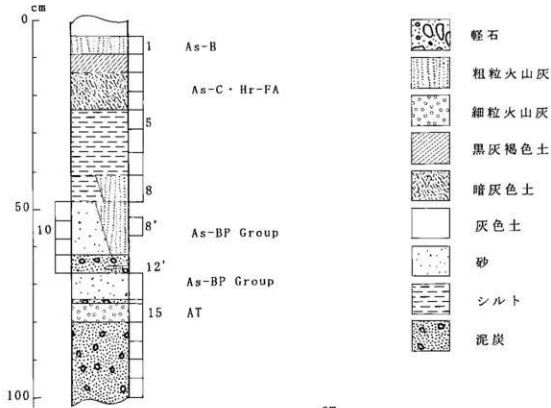 cm
0
1 As-B
As-C・Hr-FA
5
8
50
10
8'
As-BP Group
12'
As-BP Group
15 AT
100
cm
軽石
粗粒火山灰
細粒火山灰
黒灰褐色土
暗灰色土
灰色土
砂
シルト
泥炭